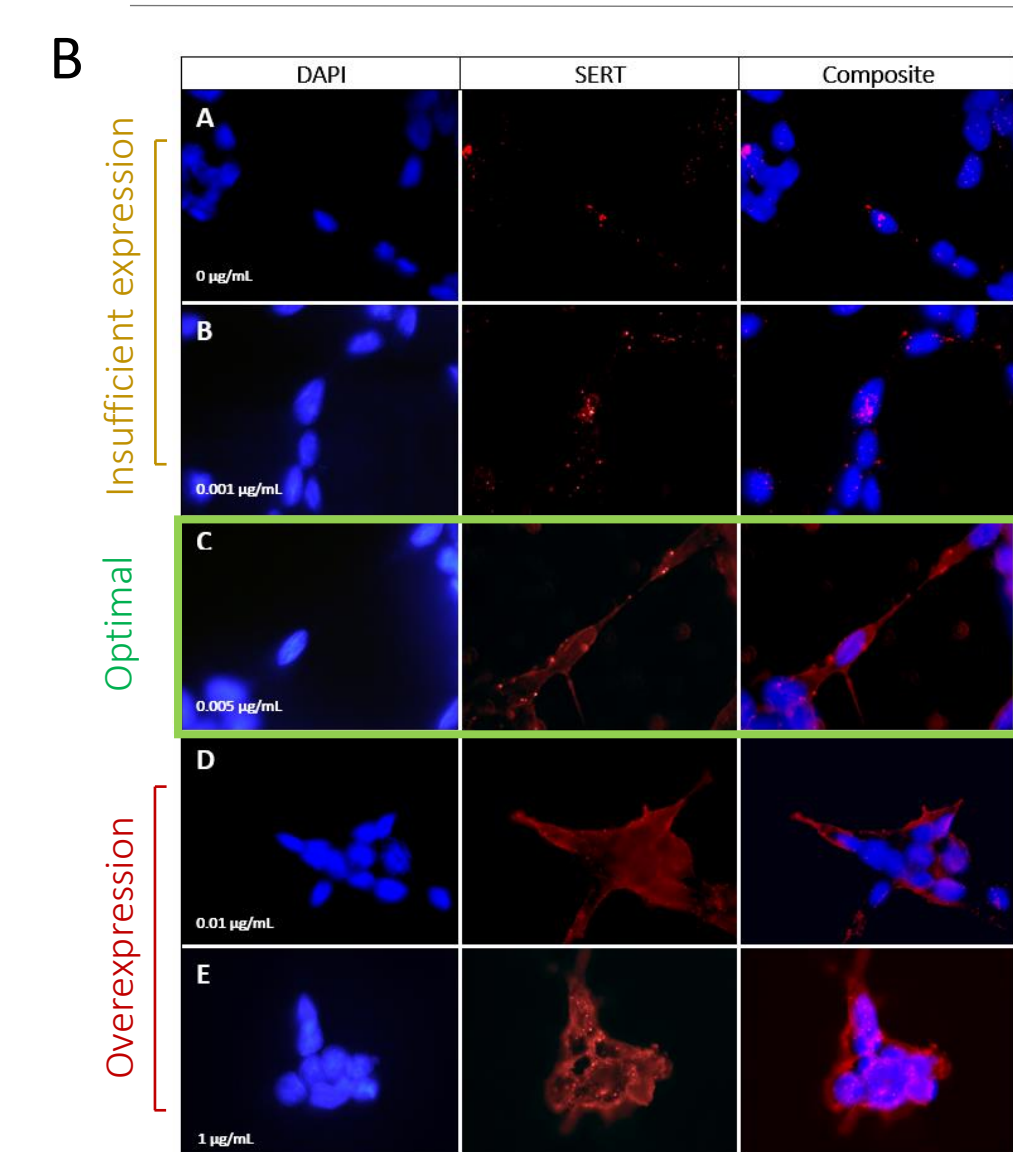 B
DAPI SERT Composite
Insufficient expression
A
0 µg/mL
B
0.001 µg/mL
Optimal
C
0.005 µg/mL
Overexpression
D
0.01 µg/mL
E
1 µg/mL